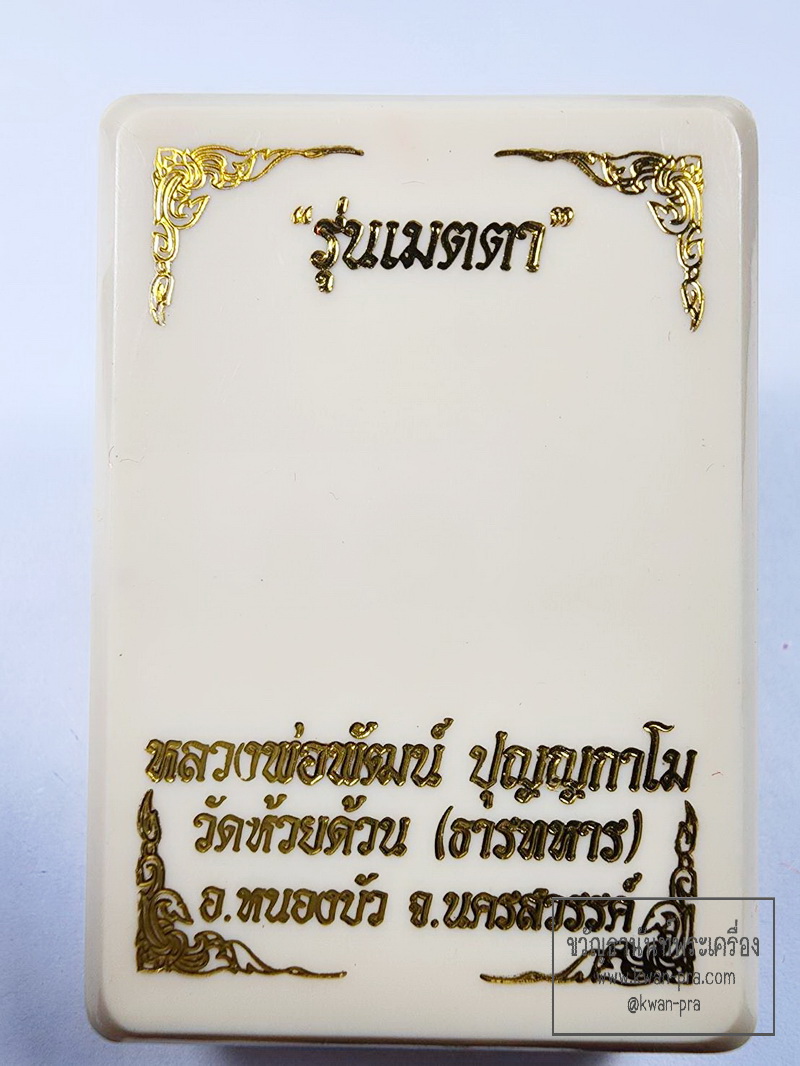 “รุ่นเมตตา”
หลวงพ่อพัฒน์ ปุญญกาโม
วัดห้วยด้วน (ธารทหาร)
อ.หนองบัว จ.นครสวรรค์
ขวัญอานันท์พระเครื่อง
www.kwan-pra.com
@kwan-pra